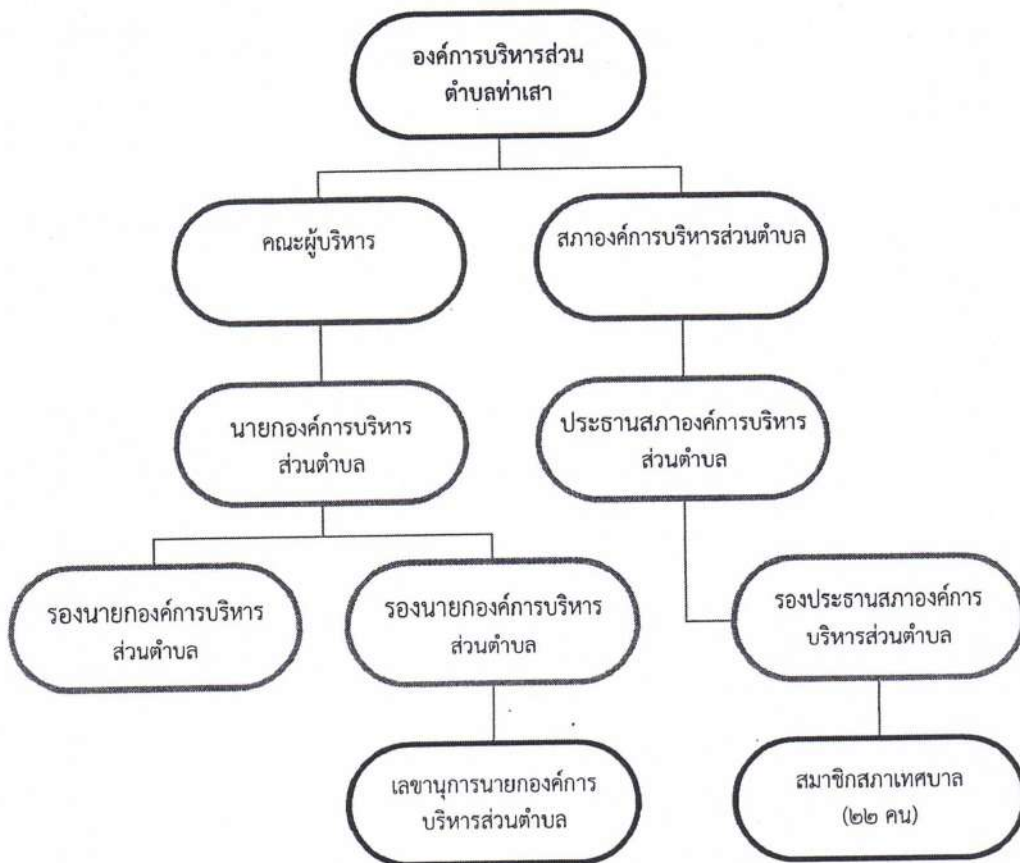 องค์การบริหารส่วน
ตำบลท่าเสา
คณะผู้บริหาร
สภาองค์การบริหารส่วนตำบล
นายกองค์การบริหาร
ส่วนตำบล
ประธานสภาองค์การบริหาร
ส่วนตำบล
รองนายกองค์การบริหาร
ส่วนตำบล
รองนายกองค์การบริหาร
ส่วนตำบล
รองประธานสภาองค์การ
บริหารส่วนตำบล
เลขานุการนายกองค์การ
บริหารส่วนตำบล
สมาชิกสภาเทศบาล
(๒๒ คน)